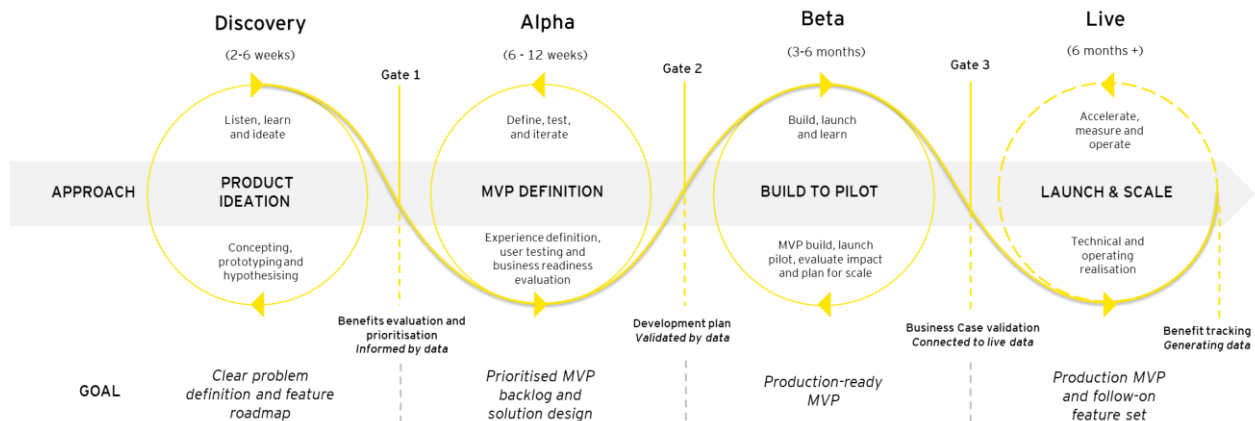 Discovery
(2-6 weeks)
Alpha
(6 - 12 weeks)
Beta
(3-6 months)
Live
(6 months +)
Gate 1
Gate 2
Gate 3
Listen, learn
and ideate
Define, test,
and iterate
Build, launch
and learn
Accelerate,
measure and
operate
APPROACH
PRODUCT
IDEATION
MVP DEFINITION
BUILD TO PILOT
LAUNCH & SCALE
Concepting,
prototyping and
hypothesising
Experience definition,
user testing and
business readiness
evaluation
MVP build, launch
pilot, evaluate impact
and plan for scale
Technical and
operating
realisation
Benefits evaluation and
prioritisation
Informed by data
Development plan
Validated by data
Business Case validation
Connected to live data
Benefit tracking
Generating data
GOAL
Clear problem
definition and feature
roadmap
Prioritised MVP
backlog and
solution design
Production-ready
MVP
Production MVP
and follow-on
feature set